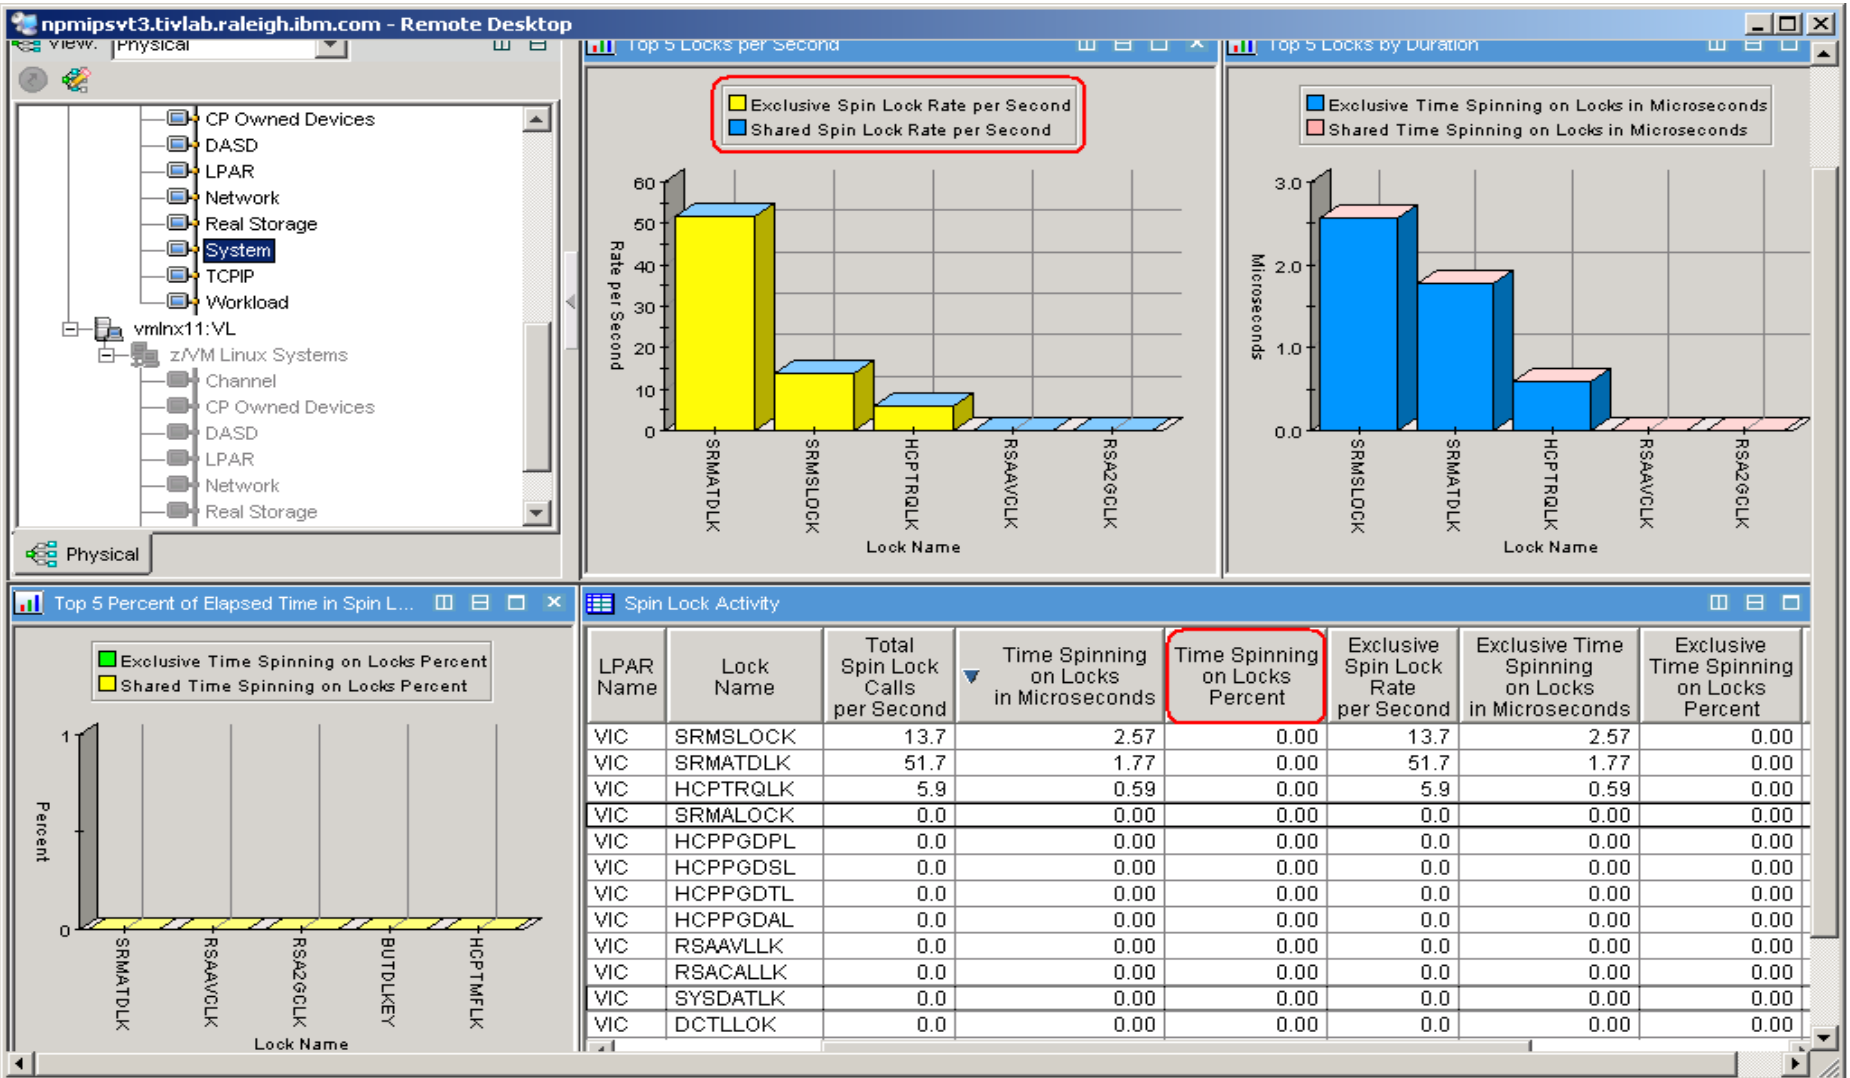 npmipsvt3.tivlab.raleigh.ibm.com - Remote Desktop
View: Physical
CP Owned Devices
DASD
LPAR
Network
Real Storage
System
TCPIP
Workload
vmlnx11:VL
z/VM Linux Systems
Channel
CP Owned Devices
DASD
LPAR
Network
Real Storage
Physical
Top 5 Locks per Second
Exclusive Spin Lock Rate per Second
Shared Spin Lock Rate per Second
Rate per Second
60
50
40
30
20
10
0
SRMATDLK
SRMSLOCK
HCPTRQLK
RSAAVCLK
RSA2GCLK
Lock Name
Top 5 Locks by Duration
Exclusive Time Spinning on Locks in Microseconds
Shared Time Spinning on Locks in Microseconds
Microseconds
3.0
2.0
1.0
0.0
SRMSLOCK
SRMATDLK
HCPTRQLK
RSAAVCLK
RSA2GCLK
Lock Name
Top 5 Percent of Elapsed Time in Spin L...
Exclusive Time Spinning on Locks Percent
Shared Time Spinning on Locks Percent
Percent
1
0
SRMATDLK
RSAAVCLK
RSA2GCLK
BUTDLKEY
HCPTMFLK
Lock Name
Spin Lock Activity
LPAR Name Lock Name Total Spin Lock Calls per Second Time Spinning on Locks in Microseconds Time Spinning on Locks Percent Exclusive Spin Lock Rate per Second Exclusive Time Spinning on Locks in Microseconds Exclusive Time Spinning on Locks Percent
VIC SRMSLOCK 13.7 2.57 0.00 13.7 2.57 0.00
VIC SRMATDLK 51.7 1.77 0.00 51.7 1.77 0.00
VIC HCPTRQLK 5.9 0.59 0.00 5.9 0.59 0.00
VIC SRMALOCK 0.0 0.00 0.00 0.0 0.00 0.00
VIC HCPPGDPL 0.0 0.00 0.00 0.0 0.00 0.00
VIC HCPPGDSL 0.0 0.00 0.00 0.0 0.00 0.00
VIC HCPPGDTL 0.0 0.00 0.00 0.0 0.00 0.00
VIC HCPPGDAL 0.0 0.00 0.00 0.0 0.00 0.00
VIC RSAAVLLK 0.0 0.00 0.00 0.0 0.00 0.00
VIC RSACALLK 0.0 0.00 0.00 0.0 0.00 0.00
VIC SYSDATLK 0.0 0.00 0.00 0.0 0.00 0.00
VIC DCTLLOK 0.0 0.00 0.00 0.0 0.00 0.00